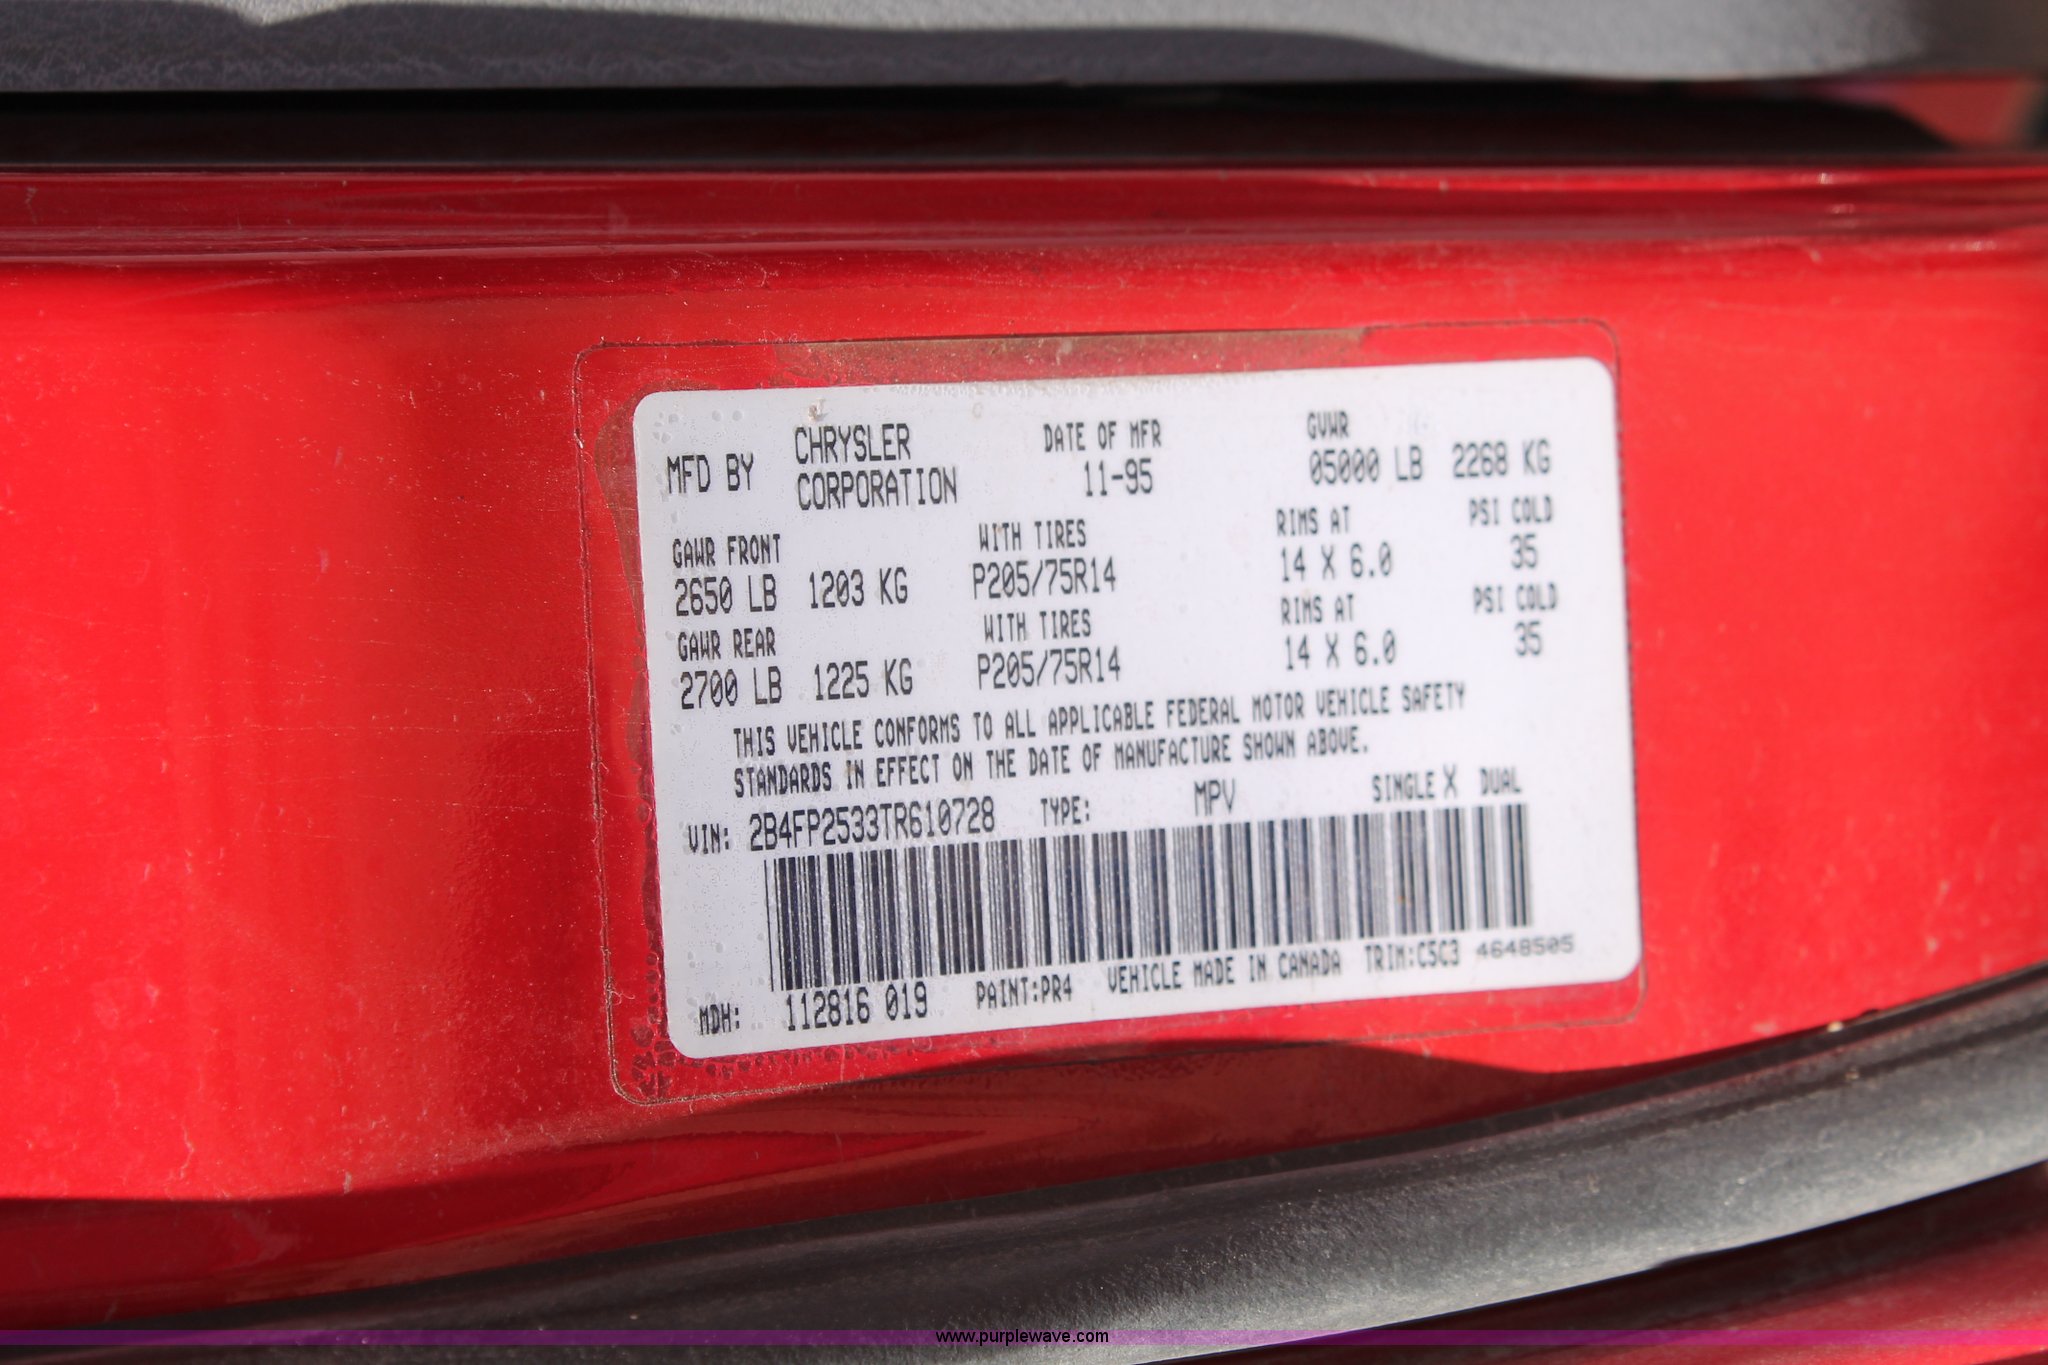 MFD BY CHRYSLER CORPORATION DATE OF MFR 11-95 GVWR 05000 LB 2268 KG
GAWR FRONT WITH TIRES RIMS AT PSI COLD
2650 LB 1203 KG P205/75R14 14 X 6.0 35
GAWR REAR WITH TIRES RIMS AT PSI COLD
2700 LB 1225 KG P205/75R14 14 X 6.0 35
THIS VEHICLE CONFORMS TO ALL APPLICABLE FEDERAL MOTOR VEHICLE SAFETY
STANDARDS IN EFFECT ON THE DATE OF MANUFACTURE SHOWN ABOVE.
VIN: 2B4FP2533TR610728 TYPE: MPV SINGLE X DUAL
MDH: 112816 019 PAINT:PR4 VEHICLE MADE IN CANADA TRIM:C5C3 4648505
www.purplewave.com